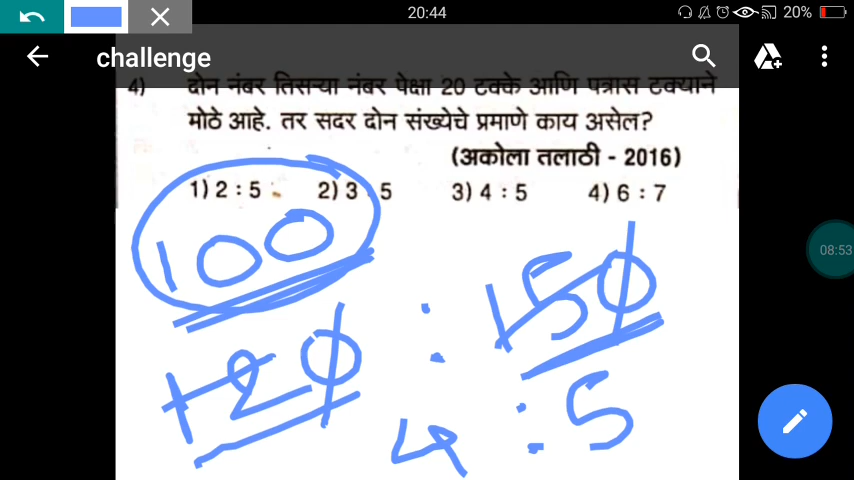 20:44
20%
challenge
4) दोन नंबर तिसऱ्या नंबर पेक्षा 20 टक्के आणि पन्नास टक्याने
मोठे आहे. तर सदर दोन संख्येचे प्रमाणे काय असेल?
(अकोला तलाठी - 2016)
1) 2 : 5 2) 3 : 5 3) 4 : 5 4) 6 : 7
100
120 : 150
4 : 5
08:53